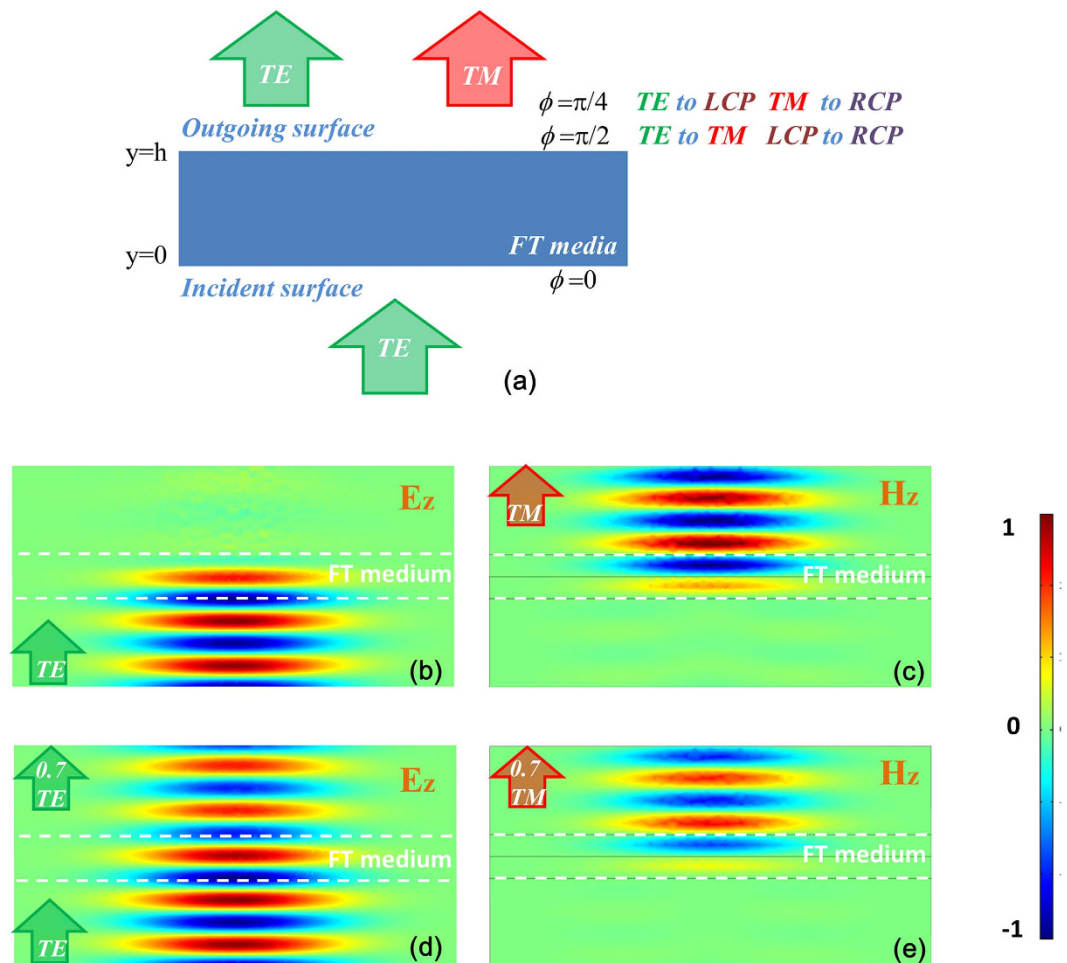 TE TM
ϕ=π/4 TE to LCP TM to RCP
Outgoing surface
ϕ=π/2 TE to TM LCP to RCP
y=h
FT media
y=0
ϕ=0
Incident surface
TE
(a)
Ez
FT medium
TE
(b)
TM
Hz
FT medium
(c)
0.7
TE
Ez
FT medium
TE
(d)
0.7
TM
Hz
FT medium
(e)
1
0
-1